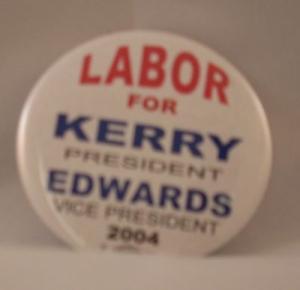 LABOR
FOR
KERRY
PRESIDENT
EDWARDS
VICE PRESIDENT
2004